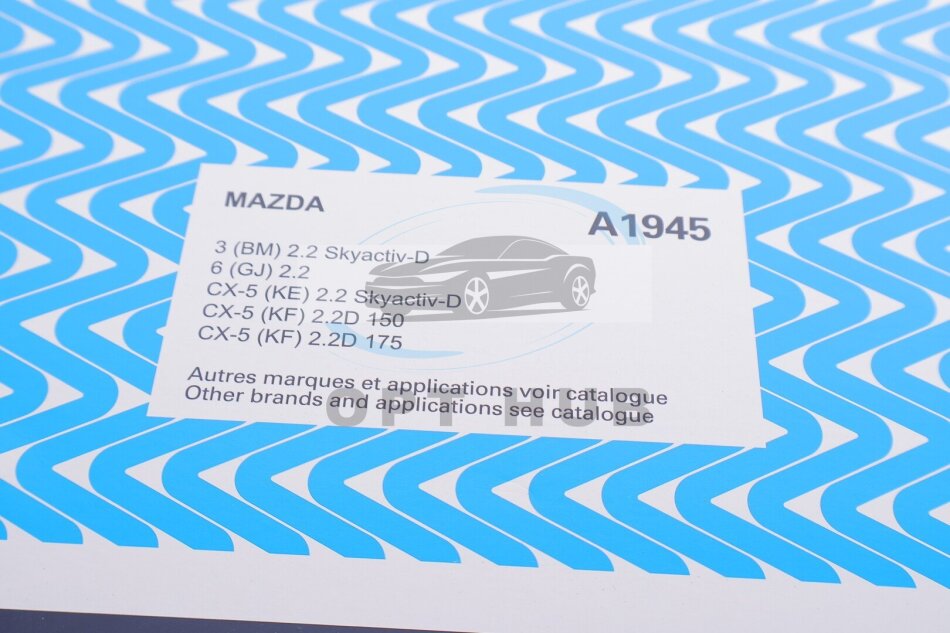 MAZDA
A1945
3 (BM) 2.2 Skyactiv-D
6 (GJ) 2.2
CX-5 (KE) 2.2 Skyactiv-D
CX-5 (KF) 2.2D 150
CX-5 (KF) 2.2D 175
Autres marques et applications voir catalogue
Other brands and applications see catalogue
OPT HUB